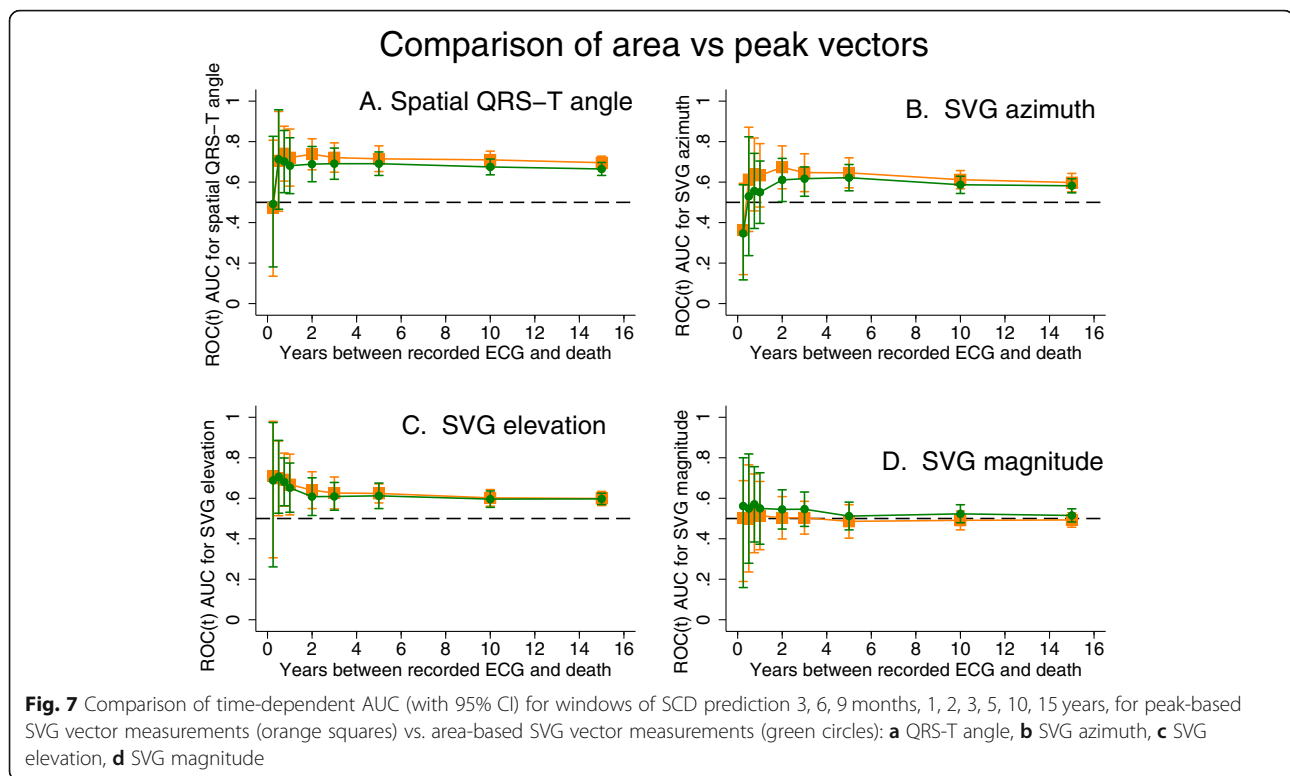 Comparison of area vs peak vectors
A. Spatial QRS−T angle
ROC(t) AUC for spatial QRS−T angle
0 .2 .4 .6 .8 1
0 2 4 6 8 10 12 14 16
Years between recorded ECG and death
B. SVG azimuth
ROC(t) AUC for SVG azimuth
0 .2 .4 .6 .8 1
0 2 4 6 8 10 12 14 16
Years between recorded ECG and death
C. SVG elevation
ROC(t) AUC for SVG elevation
0 .2 .4 .6 .8 1
0 2 4 6 8 10 12 14 16
Years between recorded ECG and death
D. SVG magnitude
ROC(t) AUC for SVG magnitude
0 .2 .4 .6 .8 1
0 2 4 6 8 10 12 14 16
Years between recorded ECG and death
Fig. 7 Comparison of time-dependent AUC (with 95% CI) for windows of SCD prediction 3, 6, 9 months, 1, 2, 3, 5, 10, 15 years, for peak-based
SVG vector measurements (orange squares) vs. area-based SVG vector measurements (green circles): a QRS-T angle, b SVG azimuth, c SVG
elevation, d SVG magnitude